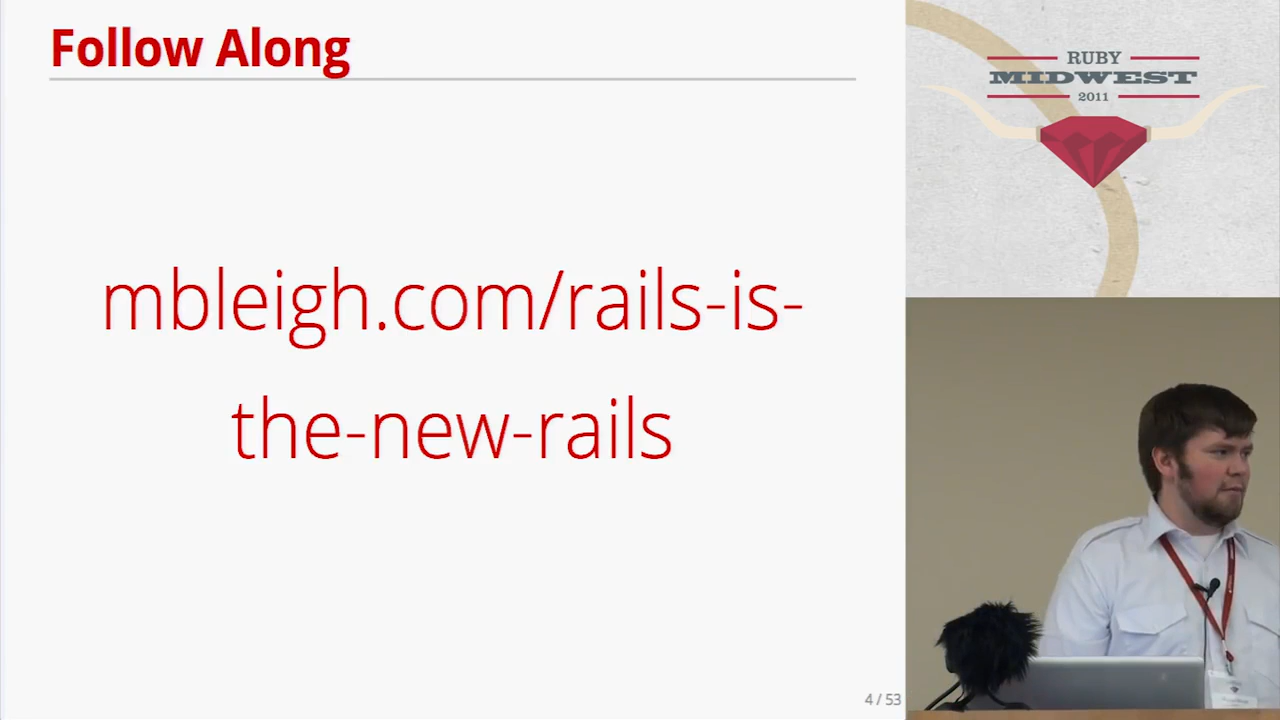 Follow Along
mbleigh.com/rails-is-
the-new-rails
4 / 53
RUBY
MIDWEST
2011